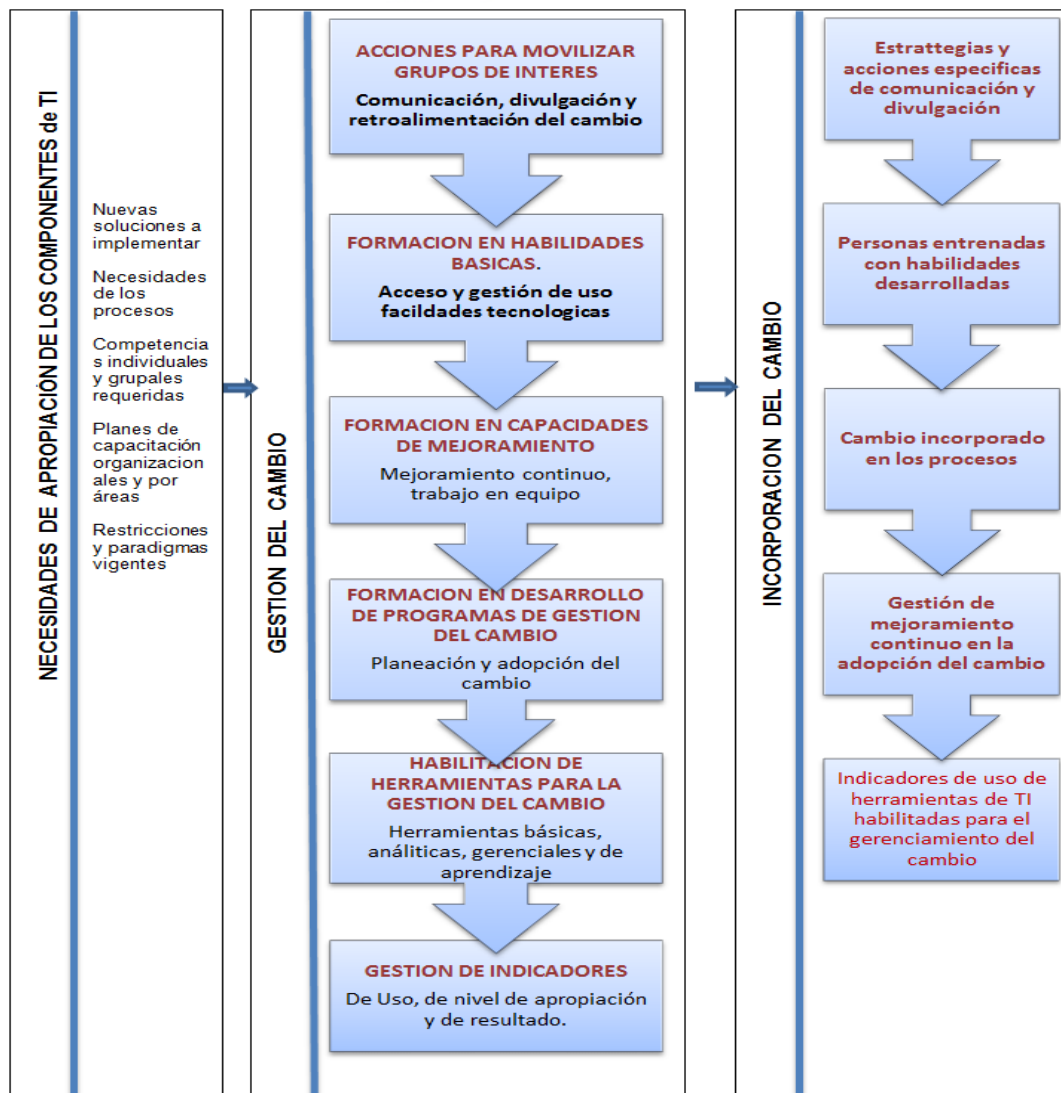 NECESIDADES DE APROPIACIÓN DE LOS COMPONENTES de TI
Nuevas
soluciones a
implementar
Necesidades
de los
procesos
Competencia
s individuales
y grupales
requeridas
Planes de
capacitación
organizacion
ales y por
áreas
Restricciones
y paradigmas
vigentes
GESTION DEL CAMBIO
ACCIONES PARA MOVILIZAR
GRUPOS DE INTERES
Comunicación, divulgación y
retroalimentación del cambio
FORMACION EN HABILIDADES
BASICAS.
Acceso y gestión de uso
facildades tecnologicas
FORMACION EN CAPACIDADES
DE MEJORAMIENTO
Mejoramiento continuo,
trabajo en equipo
FORMACION EN DESARROLLO
DE PROGRAMAS DE GESTION
DEL CAMBIO
Planeación y adopción del
cambio
HABILITACION DE
HERRAMIENTAS PARA LA
GESTION DEL CAMBIO
Herramientas básicas,
análiticas, gerenciales y de
aprendizaje
GESTION DE INDICADORES
De Uso, de nivel de apropiación
y de resultado.
INCORPORACION DEL CAMBIO
Estrattegias y
acciones especificas
de comunicación y
divulgación
Personas entrenadas
con habilidades
desarrolladas
Cambio incorporado
en los procesos
Gestión de
mejoramiento
continuo en la
adopción del cambio
Indicadores de uso de
herramientas de TI
habilitadas para el
gerenciamiento del
cambio